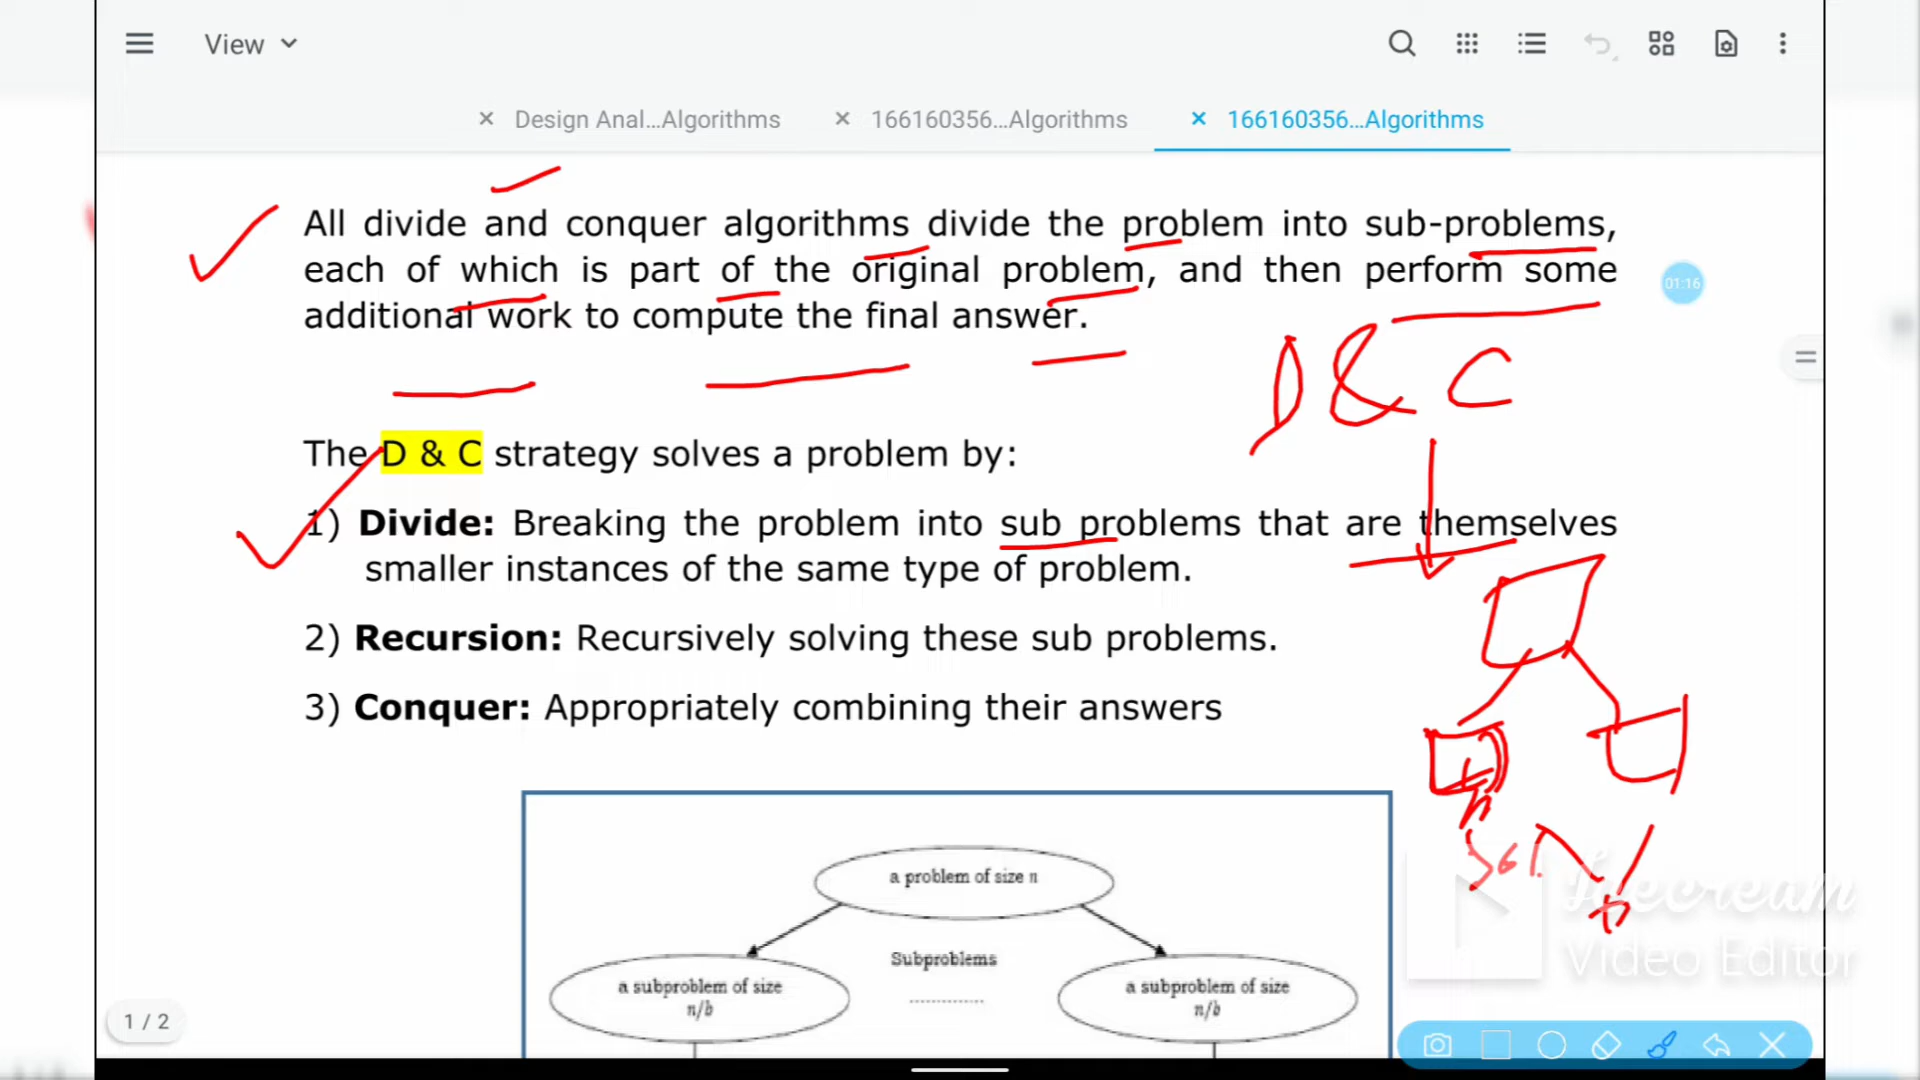 View
Design Anal...Algorithms
166160356...Algorithms
166160356...Algorithms
All divide and conquer algorithms divide the problem into sub-problems,
each of which is part of the original problem, and then perform some
additional work to compute the final answer.
01:16
D & C
The D & C strategy solves a problem by:
1) Divide: Breaking the problem into sub problems that are themselves
smaller instances of the same type of problem.
2) Recursion: Recursively solving these sub problems.
3) Conquer: Appropriately combining their answers
a problem of size n
Subproblems
a subproblem of size
n/b
a subproblem of size
n/b
Icecream
Video Editor
1 / 2